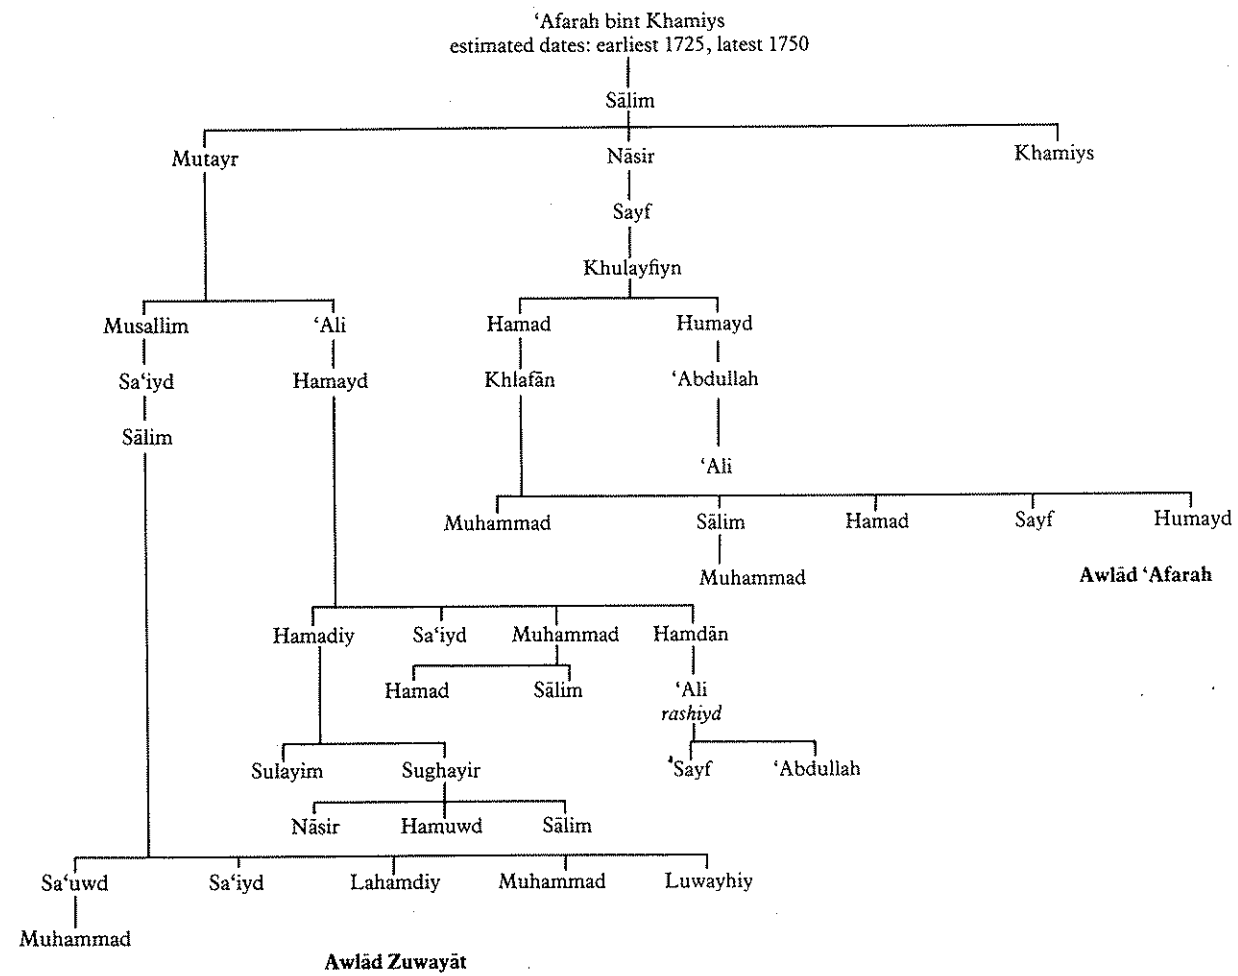 ‘Afarah bint Khamiys
estimated dates: earliest 1725, latest 1750
Sālim
Mutayr Nāsir Khamiys
Sayf
Khulayfiyn
Musallim ‘Ali Hamad Humayd
Sa‘iyd Hamayd Khlafān ‘Abdullah
Sālim
‘Ali
Muhammad Sālim Hamad Sayf Humayd
Muhammad Awlād ‘Afarah
Hamadiy Sa‘iyd Muhammad Hamdān
Hamad Sālim ‘Ali
rashiyd
Sulayim Sughayir Sayf ‘Abdullah
Nāsir Hamuwd Sālim
Sa‘uwd Sa‘iyd Lahamdiy Muhammad Luwayhiy
Muhammad
Awlād Zuwayāt